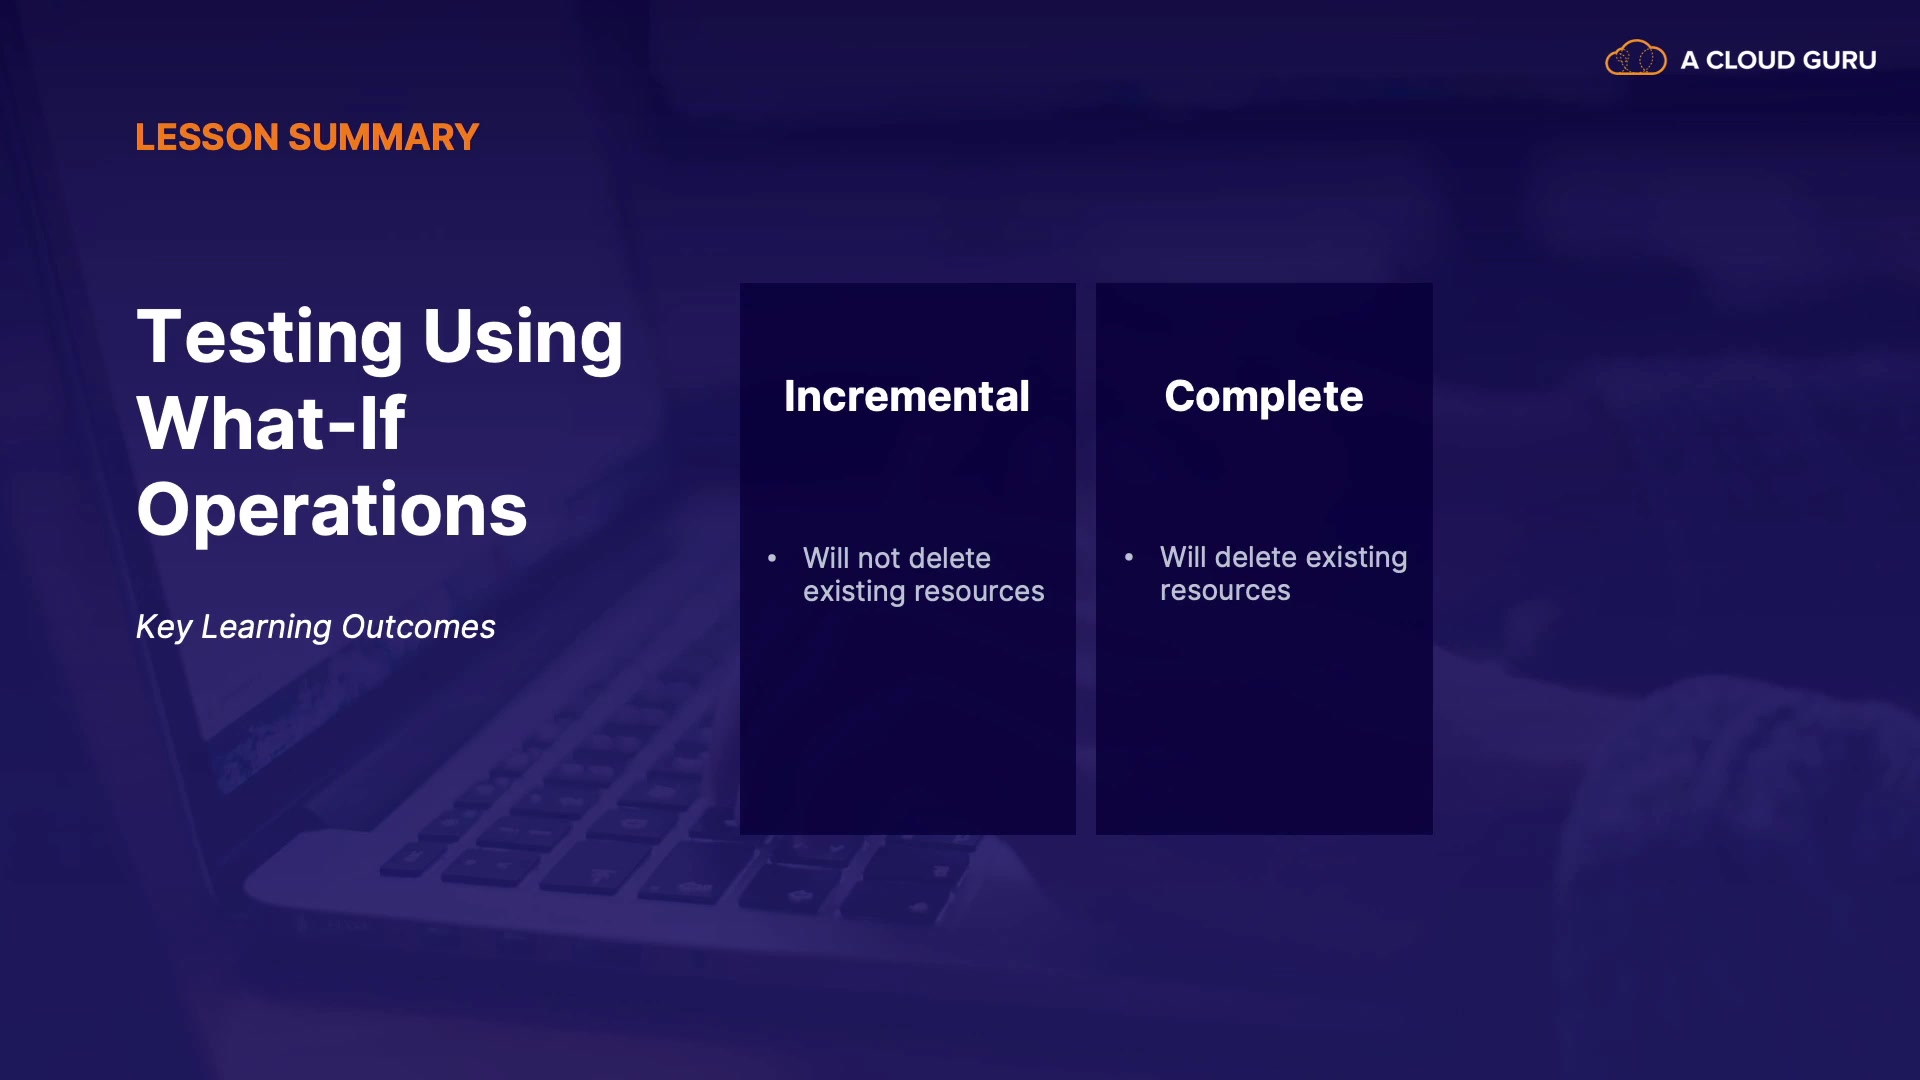 A CLOUD GURU
LESSON SUMMARY
Testing Using
What-If
Operations
Key Learning Outcomes
Incremental
• Will not delete
existing resources
Complete
• Will delete existing
resources